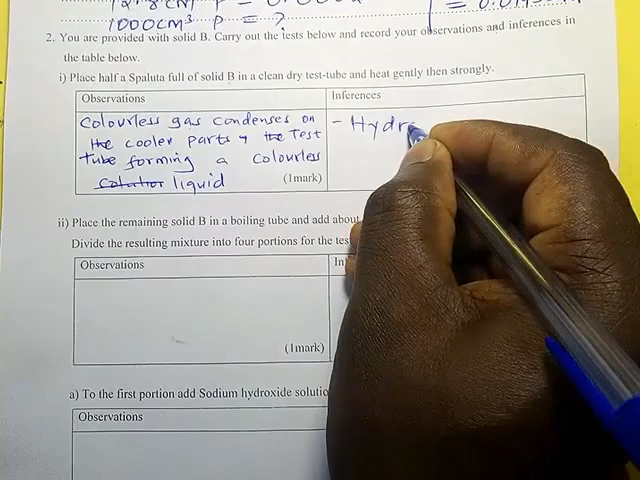 1000cm³ P = ?
2. You are provided with solid B. Carry out the tests below and record your observations and inferences in
the table below.
i) Place half a Spaluta full of solid B in a clean dry test-tube and heat gently then strongly.
Observations
Inferences
Colourless gas condenses on
the cooler parts of the Test
tube forming a colourless
liquid
(1mark)
- Hydro
ii) Place the remaining solid B in a boiling tube and add about
Divide the resulting mixture into four portions for the
Observations
(1mark)
a) To the first portion add Sodium hydroxide solutio
Observations